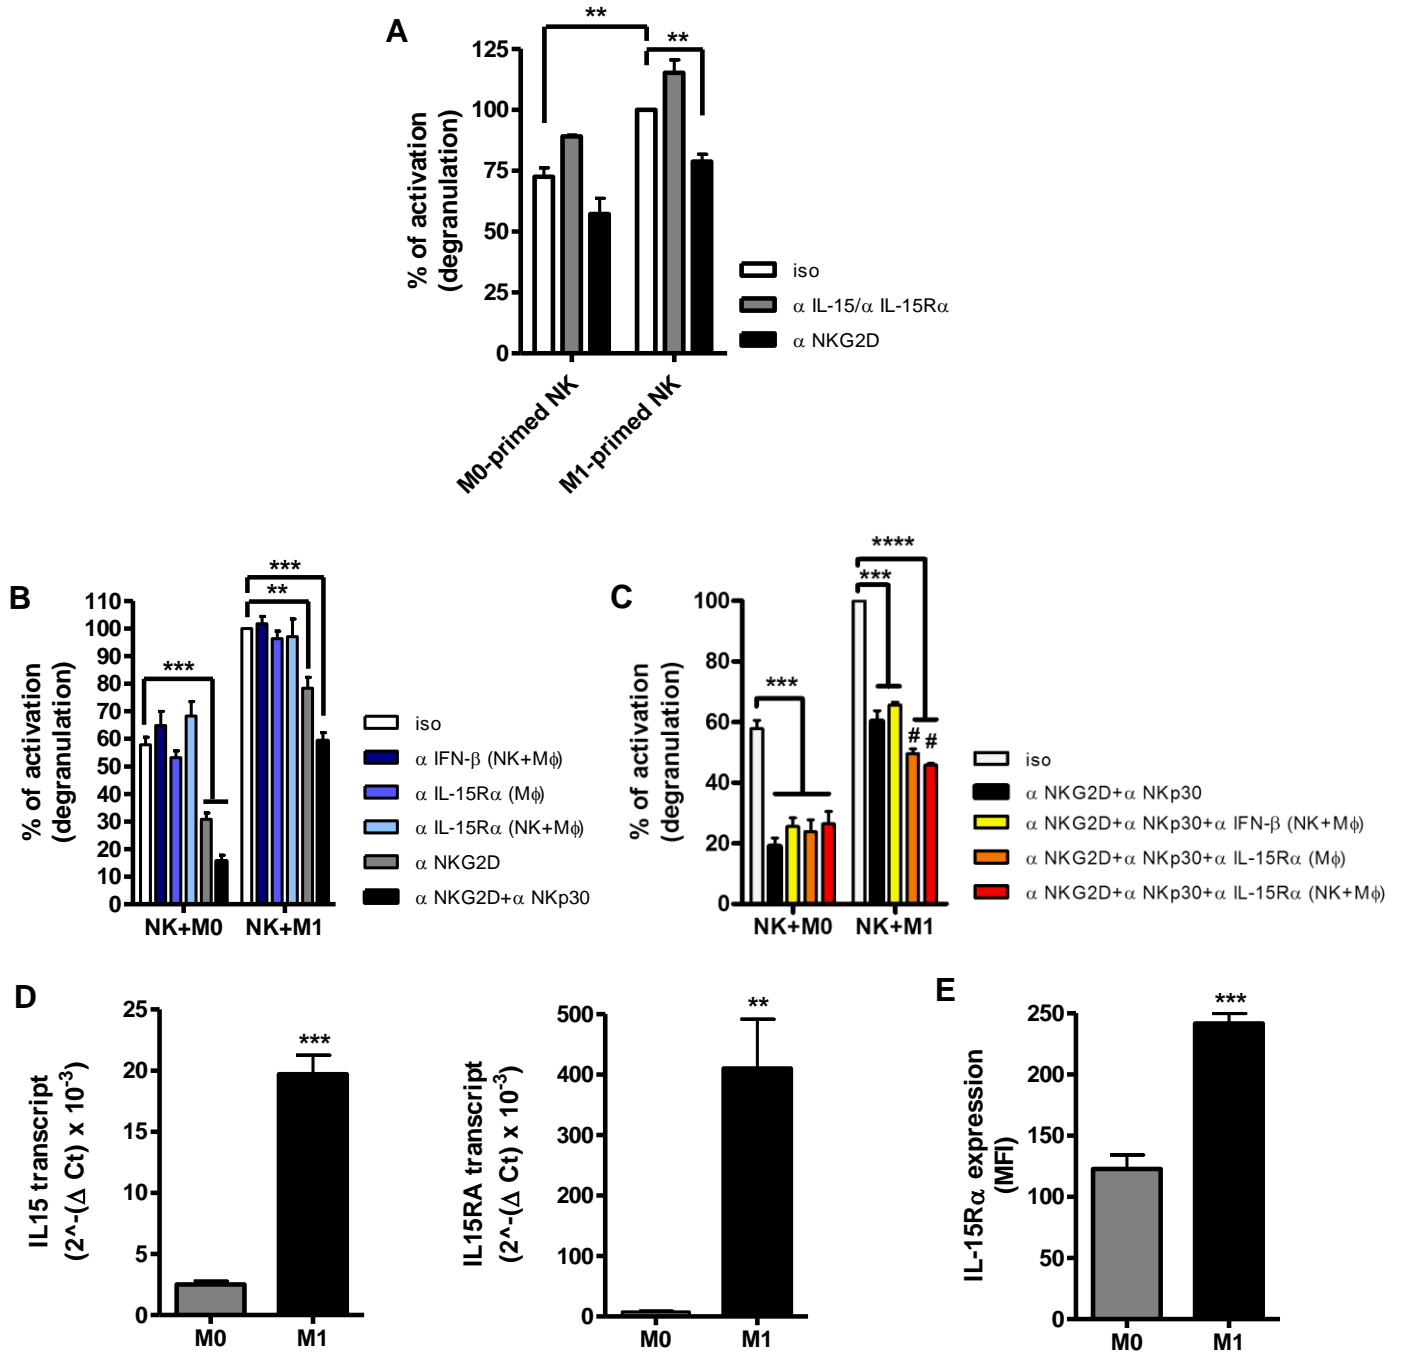 A
**
**
125
100
75
50
25
0
% of activation
(degranulation)
M0-primed NK
M1-primed NK
iso
α IL-15/α IL-15Rα
α NKG2D
B
***
**
***
110
100
90
80
70
60
50
40
30
20
10
0
% of activation
(degranulation)
NK+M0
NK+M1
iso
α IFN-β (NK+Mϕ)
α IL-15Rα (Mϕ)
α IL-15Rα (NK+Mϕ)
α NKG2D
α NKG2D+α NKp30
C
****
***
***
# #
100
80
60
40
20
0
% of activation
(degranulation)
NK+M0
NK+M1
iso
α NKG2D+α NKp30
α NKG2D+α NKp30+α IFN-β (NK+Mϕ)
α NKG2D+α NKp30+α IL-15Rα (Mϕ)
α NKG2D+α NKp30+α IL-15Rα (NK+Mϕ)
D
25
20
15
10
5
0
IL15 transcript
(2^-(Δ Ct) x 10⁻³)
***
M0
M1
500
400
300
200
100
0
IL15RA transcript
(2^-(Δ Ct) x 10⁻³)
**
M0
M1
E
250
200
150
100
50
0
IL-15Rα expression
(MFI)
***
M0
M1